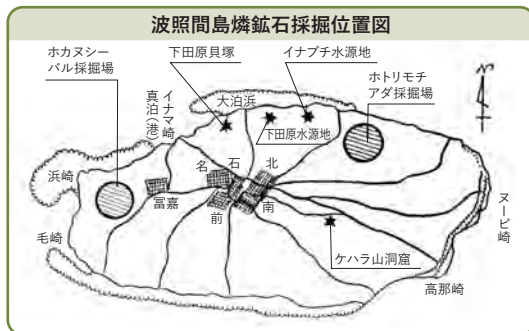 波照間島燐鉱石採掘位置図
ホカヌシー
バル採掘場
下田原貝塚
イナブチ水源地
ホトリモチ
アダ採掘場
イナマ崎
真泊（港）
大泊浜
下田原水源地
浜崎
名
石
北
冨嘉
前
南
毛崎
ケハラ山洞窟
ヌービ崎
高那崎